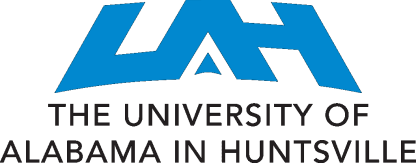 UAH
THE UNIVERSITY OF
ALABAMA IN HUNTSVILLE